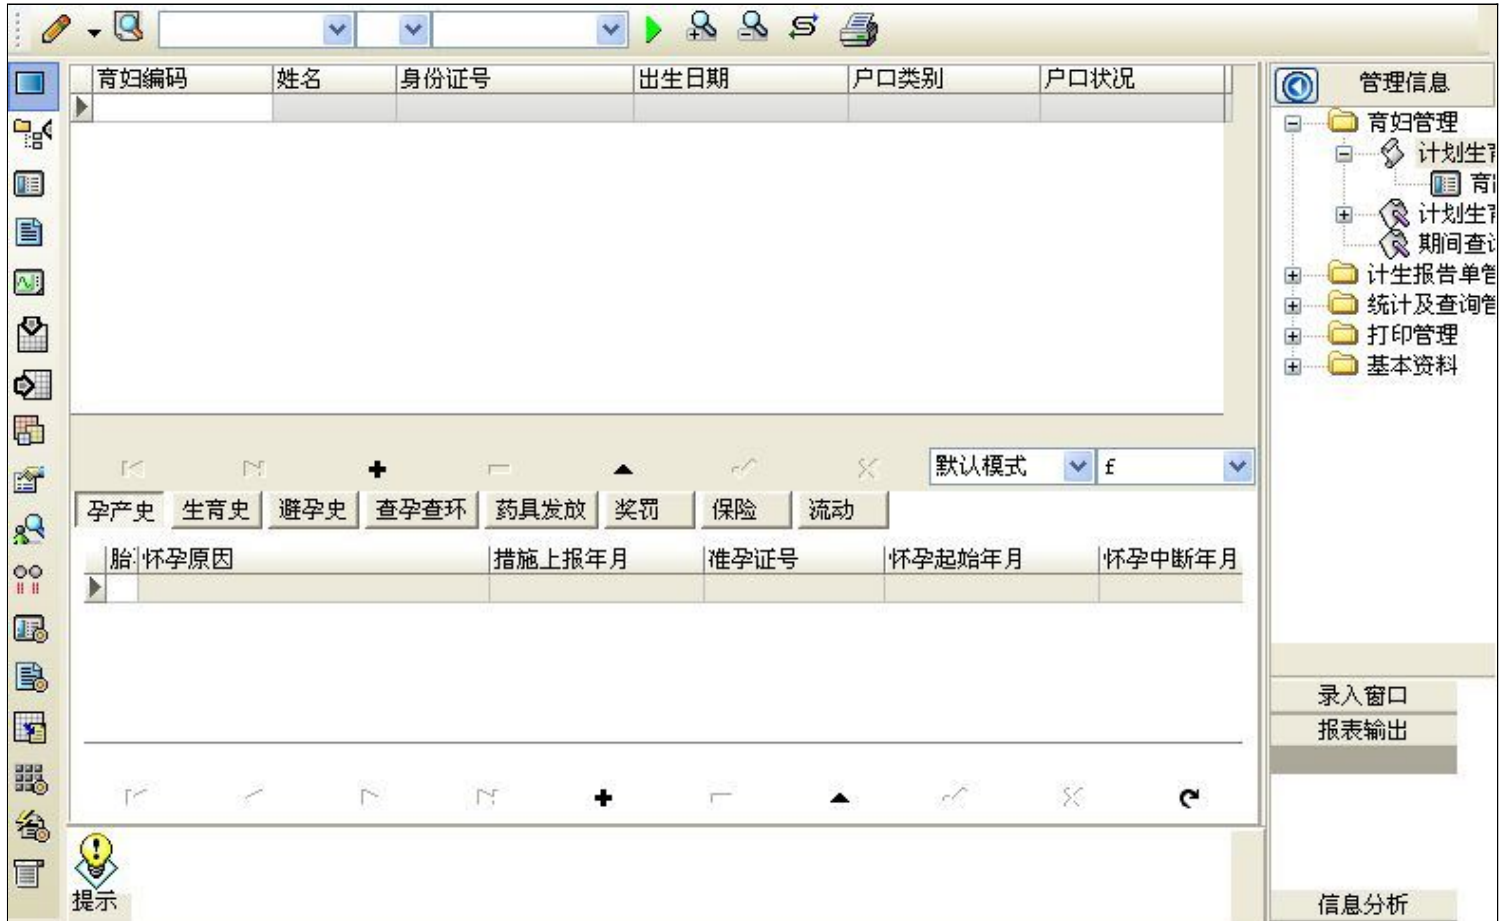 育妇编码 姓名 身份证号 出生日期 户口类别 户口状况
管理信息
育妇管理
计划生
育
计划生
期间查
计生报告单管
统计及查询管
打印管理
基本资料
默认模式 f
孕产史 生育史 避孕史 查孕查环 药具发放 奖罚 保险 流动
胎 怀孕原因 措施上报年月 准孕证号 怀孕起始年月 怀孕中断年月
录入窗口
报表输出
提示
信息分析